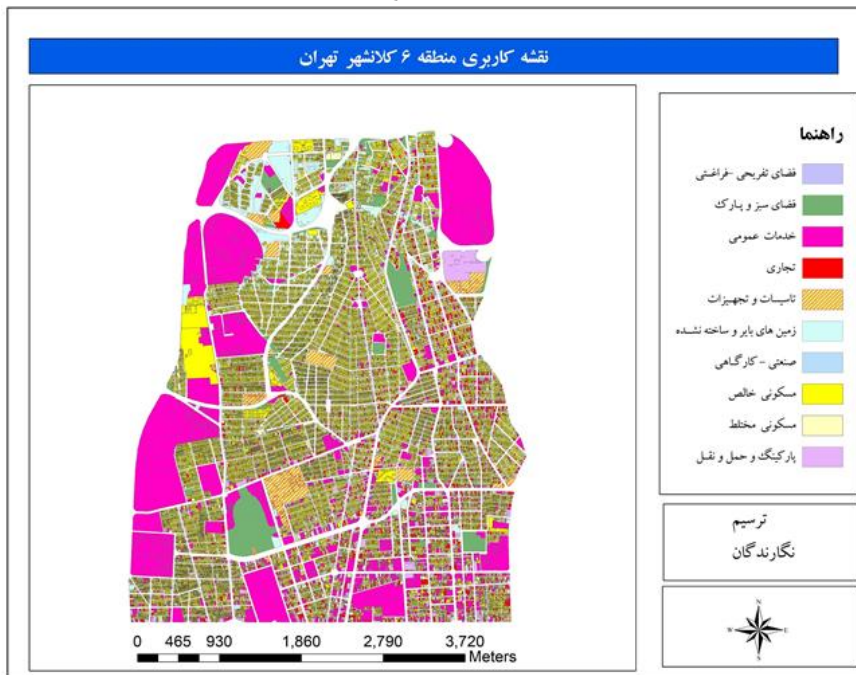 نقشه کاربری منطقه ۶ کلانشهر تهران
راهنما
فضای تفریحی -فراغتی
فضای سبز و پارک
خدمات عمومی
تجاری
تاسیسات و تجهیزات
زمین های بایر و ساخته نشده
صنعتی - کارگاهی
مسکونی خالص
مسکونی مختلط
پارکینگ و حمل و نقل
ترسیم
نگارندگان
N
W E
S
0 465 930 1,860 2,790 3,720
Meters